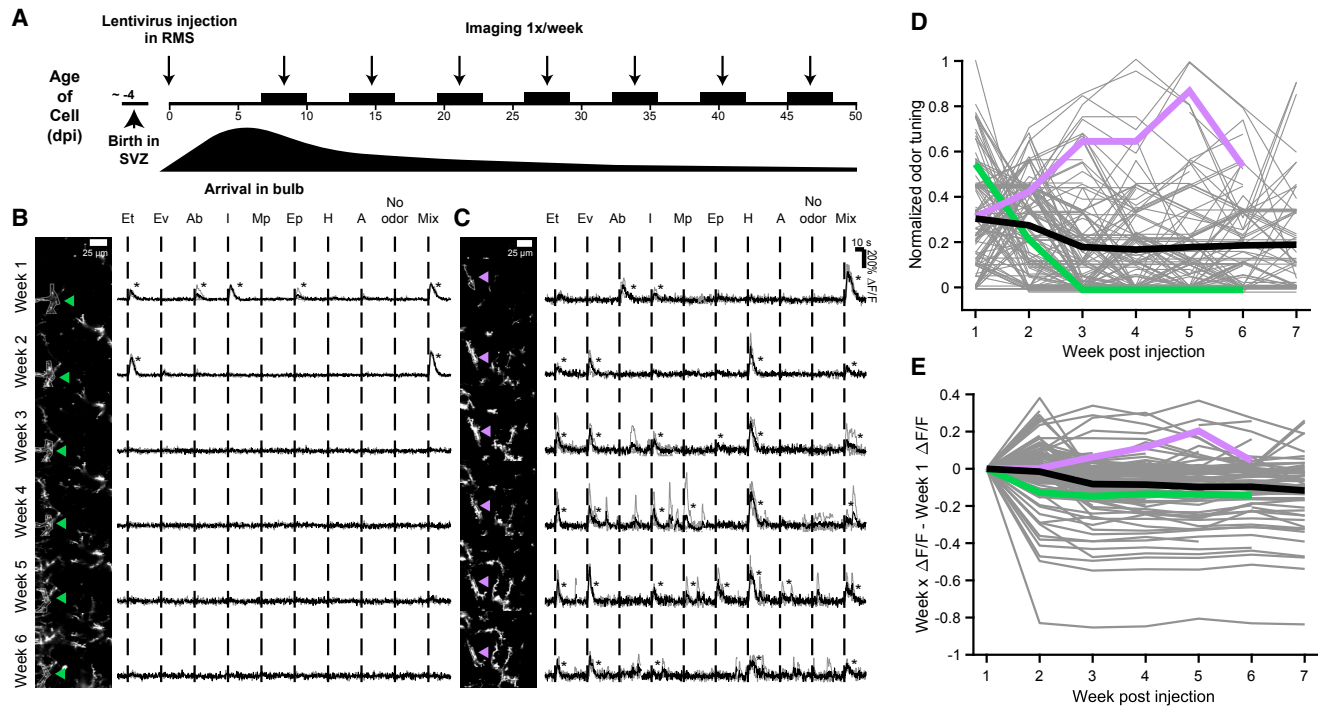 A
Lentivirus injection
in RMS
Imaging 1x/week
Age
of
Cell
(dpi)
~ -4
0 5 10 15 20 25 30 35 40 45 50
Birth in
SVZ
Arrival in bulb
B
Et Ev Ab I Mp Ep H A No odor Mix
25 µm
Week 1
* * * * *
Week 2
* *
Week 3
Week 4
Week 5
Week 6
C
Et Ev Ab I Mp Ep H A No odor Mix
25 µm
10 s
200% ΔF/F
* * *
* * * *
* * * * * *
* * * * * *
* * * * * * * *
* * * * *
D
Normalized odor tuning
1
0.8
0.6
0.4
0.2
0
1 2 3 4 5 6 7
Week post injection
E
Week x ΔF/F - Week 1 ΔF/F
0.4
0.2
0
-0.2
-0.4
-0.6
-0.8
-1
1 2 3 4 5 6 7
Week post injection